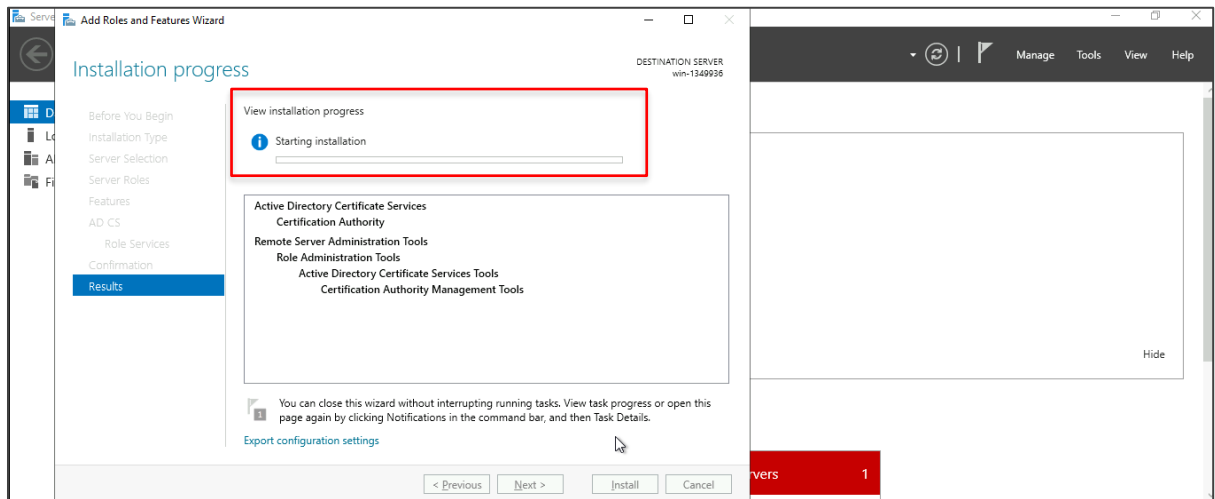 Serve
Add Roles and Features Wizard
Installation progress
DESTINATION SERVER
win-1349936
Manage Tools View Help
Before You Begin
Installation Type
Server Selection
Server Roles
Features
AD CS
Role Services
Confirmation
Results
View installation progress
Starting installation
Active Directory Certificate Services
Certification Authority
Remote Server Administration Tools
Role Administration Tools
Active Directory Certificate Services Tools
Certification Authority Management Tools
You can close this wizard without interrupting running tasks. View task progress or open this
page again by clicking Notifications in the command bar, and then Task Details.
1
Export configuration settings
< Previous Next > Install Cancel
Hide
vers 1